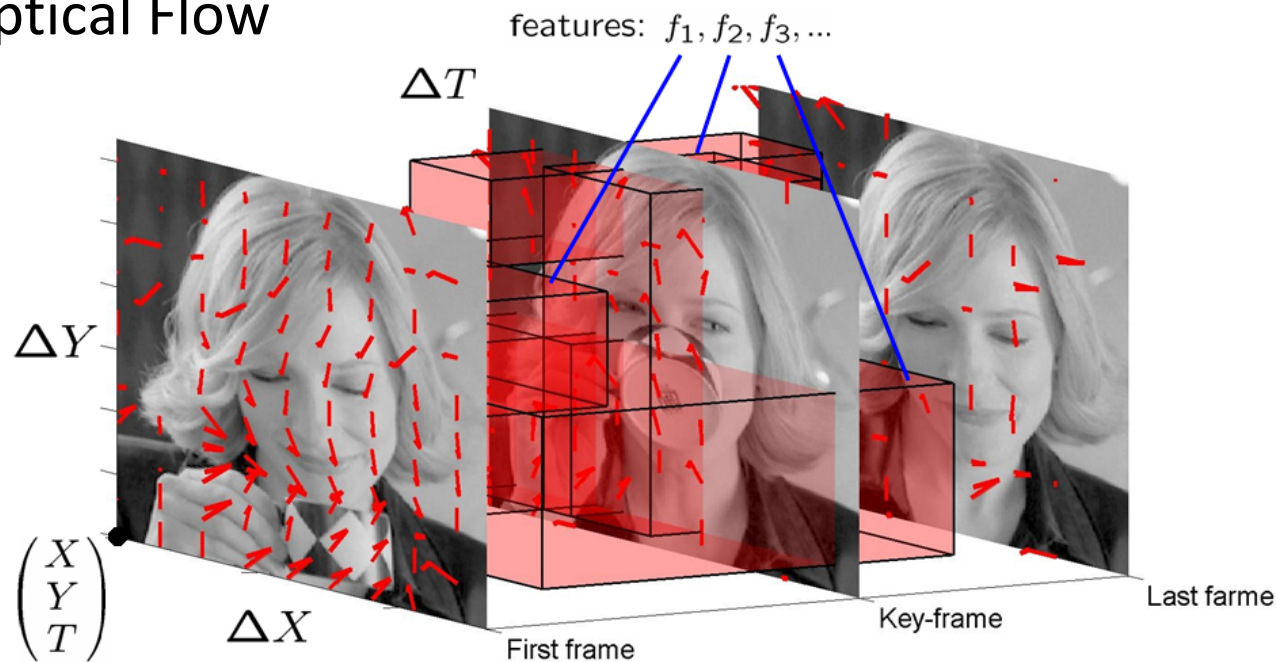 ptical Flow
features: f₁, f₂, f₃, ...
ΔT
ΔY
X
Y
T
ΔX
First frame
Key-frame
Last farme